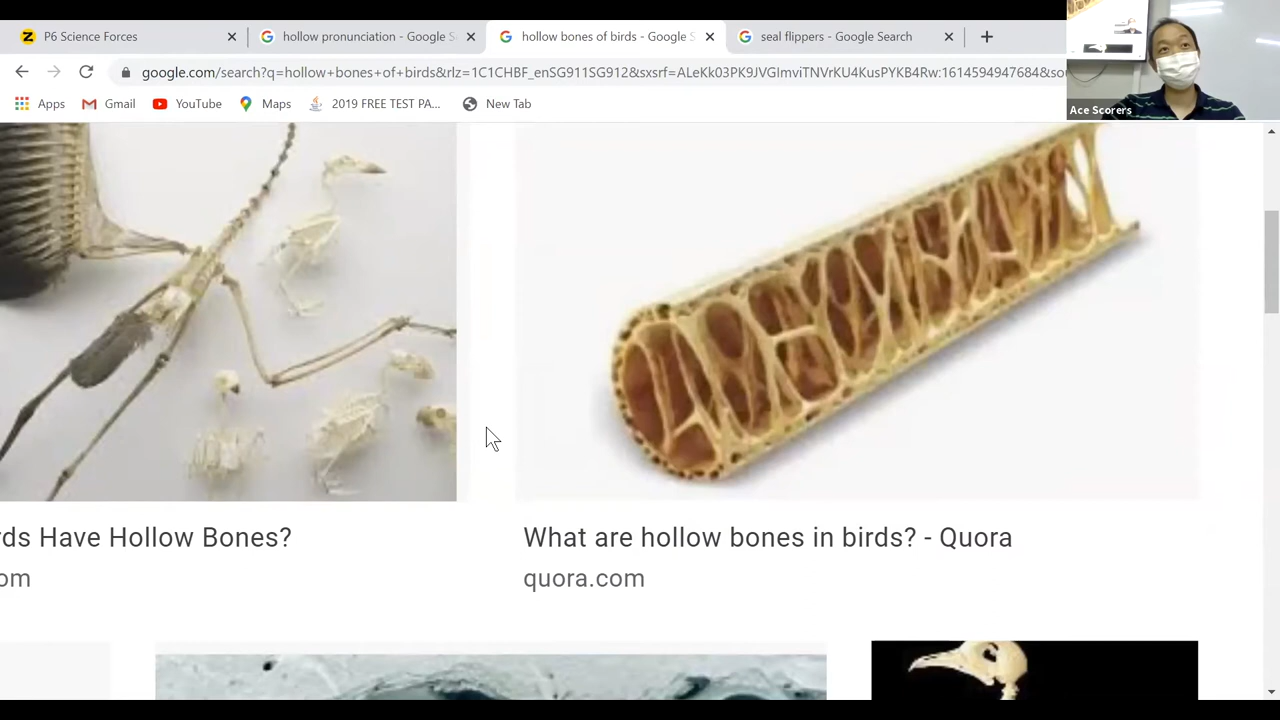 P6 Science Forces
hollow pronunciation - Google S
hollow bones of birds - Google S
seal flippers - Google Search
google.com/search?q=hollow+bones+of+birds&rlz=1C1CHBF_enSG911SG912&sxsrf=ALeKk03PK9JVGImviTNVrKU4KusPYKB4Rw:1614594947684&sou
Apps
Gmail
YouTube
Maps
2019 FREE TEST PA...
New Tab
Ace Scorers
rds Have Hollow Bones?
om
What are hollow bones in birds? - Quora
quora.com